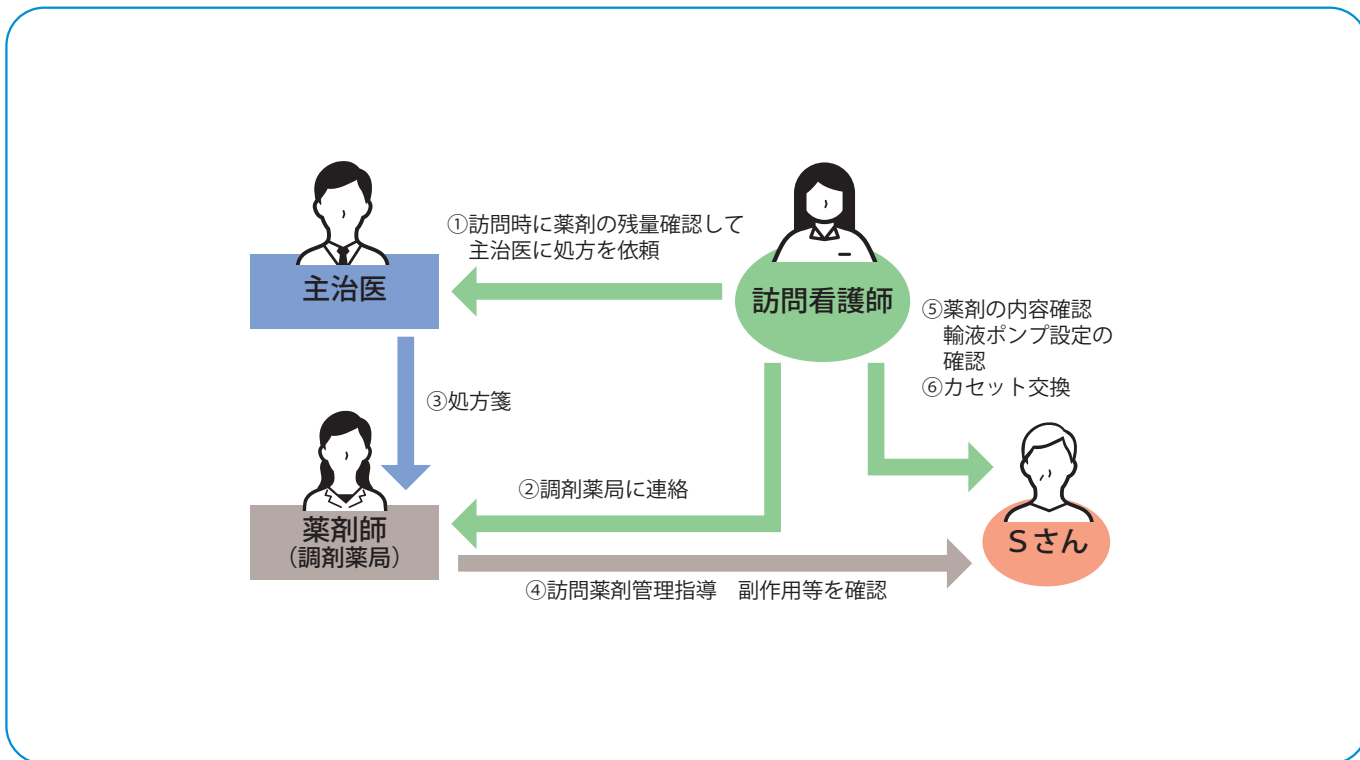 ①訪問時に薬剤の残量確認して
主治医に処方を依頼
主治医
訪問看護師
⑤薬剤の内容確認
輸液ポンプ設定の
確認
⑥カセット交換
③処方箋
②調剤薬局に連絡
薬剤師
（調剤薬局）
Ｓさん
④訪問薬剤管理指導　副作用等を確認